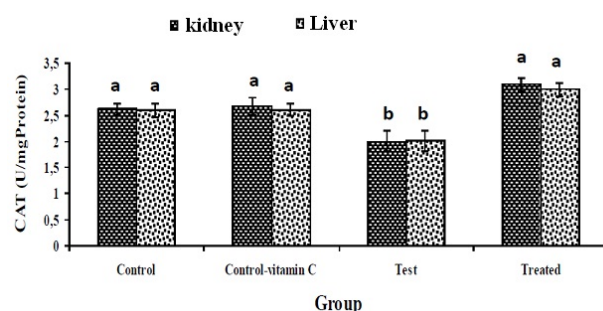 kidney Liver
3,5
3
2,5
2
1,5
1
0,5
0
CAT (U/mgProtein)
a a a a b b a a
Control Control-vitamin C Test Treated
Group